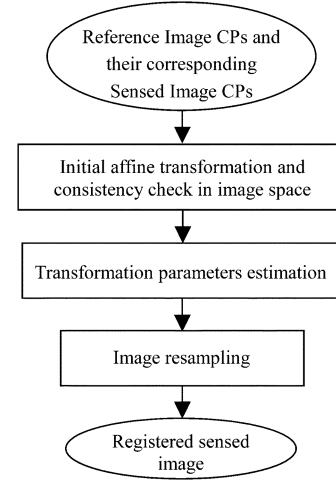 Reference Image CPs and
their corresponding
Sensed Image CPs
Initial affine transformation and
consistency check in image space
Transformation parameters estimation
Image resampling
Registered sensed
image